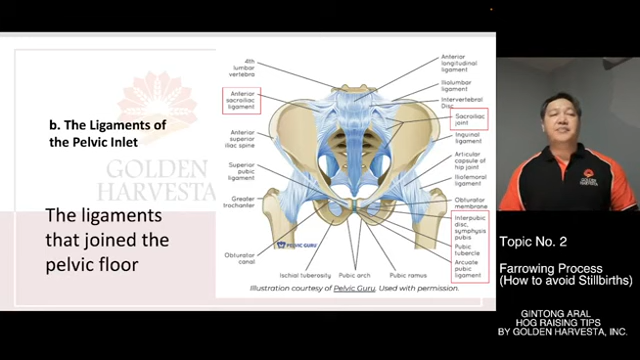 b. The Ligaments of
the Pelvic Inlet
GOLDEN
HARVESTA
The ligaments
that joined the
pelvic floor
4th
lumbar
vertebra
Anterior
sacroiliac
ligament
Anterior
superior
iliac spine
Superior
pubic
ligament
Greater
trochanter
Obturator
canal
Ischial tuberosity
Pubic arch
Pubic ramus
Anterior
longitudinal
ligament
Iliolumbar
ligament
Intervertebral
Disc
Sacroiliac
joint
Inguinal
ligament
Articular
capsule of
hip joint
Iliofemoral
ligament
Obturator
membrane
Interpubic
disc,
symphysis
pubis
Pubic
tubercle
Arcuate
pubic
ligament
PELVIC GURU
Illustration courtesy of Pelvic Guru. Used with permission.
Topic No. 2
Farrowing Process
(How to avoid Stillbirths)
GINTONG ARAL
HOG RAISING TIPS
BY GOLDEN HARVESTA, INC.